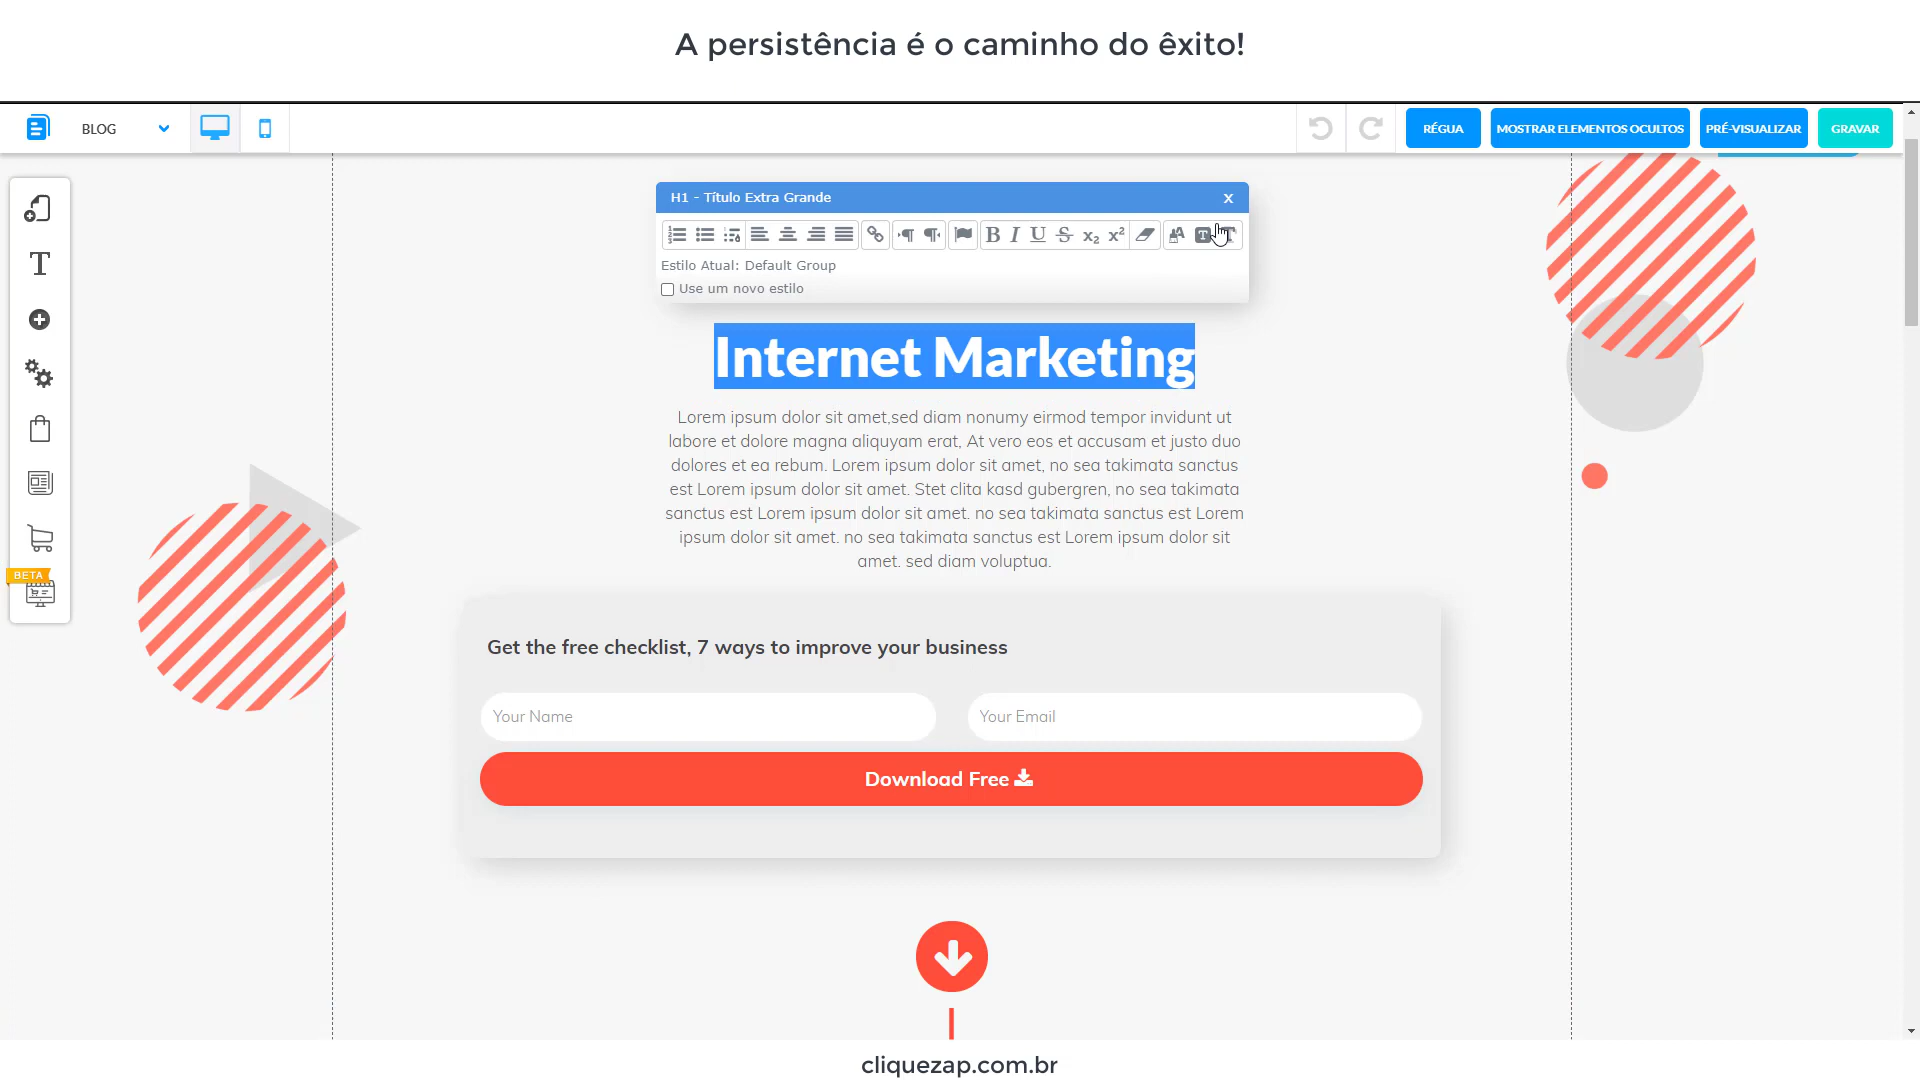 A persistência é o caminho do êxito!
BLOG
RÉGUA
MOSTRAR ELEMENTOS OCULTOS
PRÉ-VISUALIZAR
GRAVAR
H1 - Título Extra Grande
x
Estilo Atual: Default Group
Use um novo estilo
Internet Marketing
Lorem ipsum dolor sit amet,sed diam nonumy eirmod tempor invidunt ut
labore et dolore magna aliquyam erat, At vero eos et accusam et justo duo
dolores et ea rebum. Lorem ipsum dolor sit amet, no sea takimata sanctus
est Lorem ipsum dolor sit amet. Stet clita kasd gubergren, no sea takimata
sanctus est Lorem ipsum dolor sit amet. no sea takimata sanctus est Lorem
ipsum dolor sit amet. no sea takimata sanctus est Lorem ipsum dolor sit
amet. sed diam voluptua.
BETA
Get the free checklist, 7 ways to improve your business
Your Name
Your Email
Download Free
cliquezap.com.br